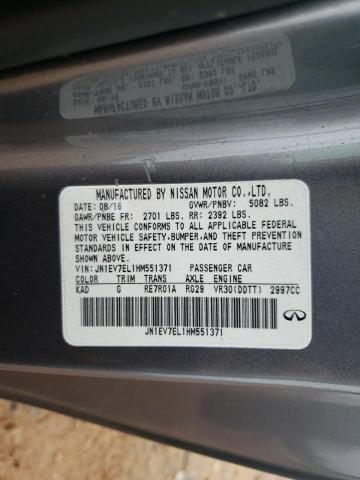 MANUFACTURED BY NISSAN MOTOR CO.,LTD.
DATE: 08/16 GVWR/PNBV: 5082 LBS.
GAWR/PNBE FR: 2701 LBS. RR: 2392 LBS.
THIS VEHICLE CONFORMS TO ALL APPLICABLE FEDERAL
MOTOR VEHICLE SAFETY, BUMPER, AND THEFT PREVENTION
STANDARDS IN EFFECT ON THE DATE OF MANUFACTURE
SHOWN ABOVE.
VIN: JN1EV7EL1HM551371 PASSENGER CAR
COLOR TRIM TRANS AXLE ENGINE
KAD G RE7R01A RG29 VR30(DDTT) 2997CC
JN1EV7EL1HM551371